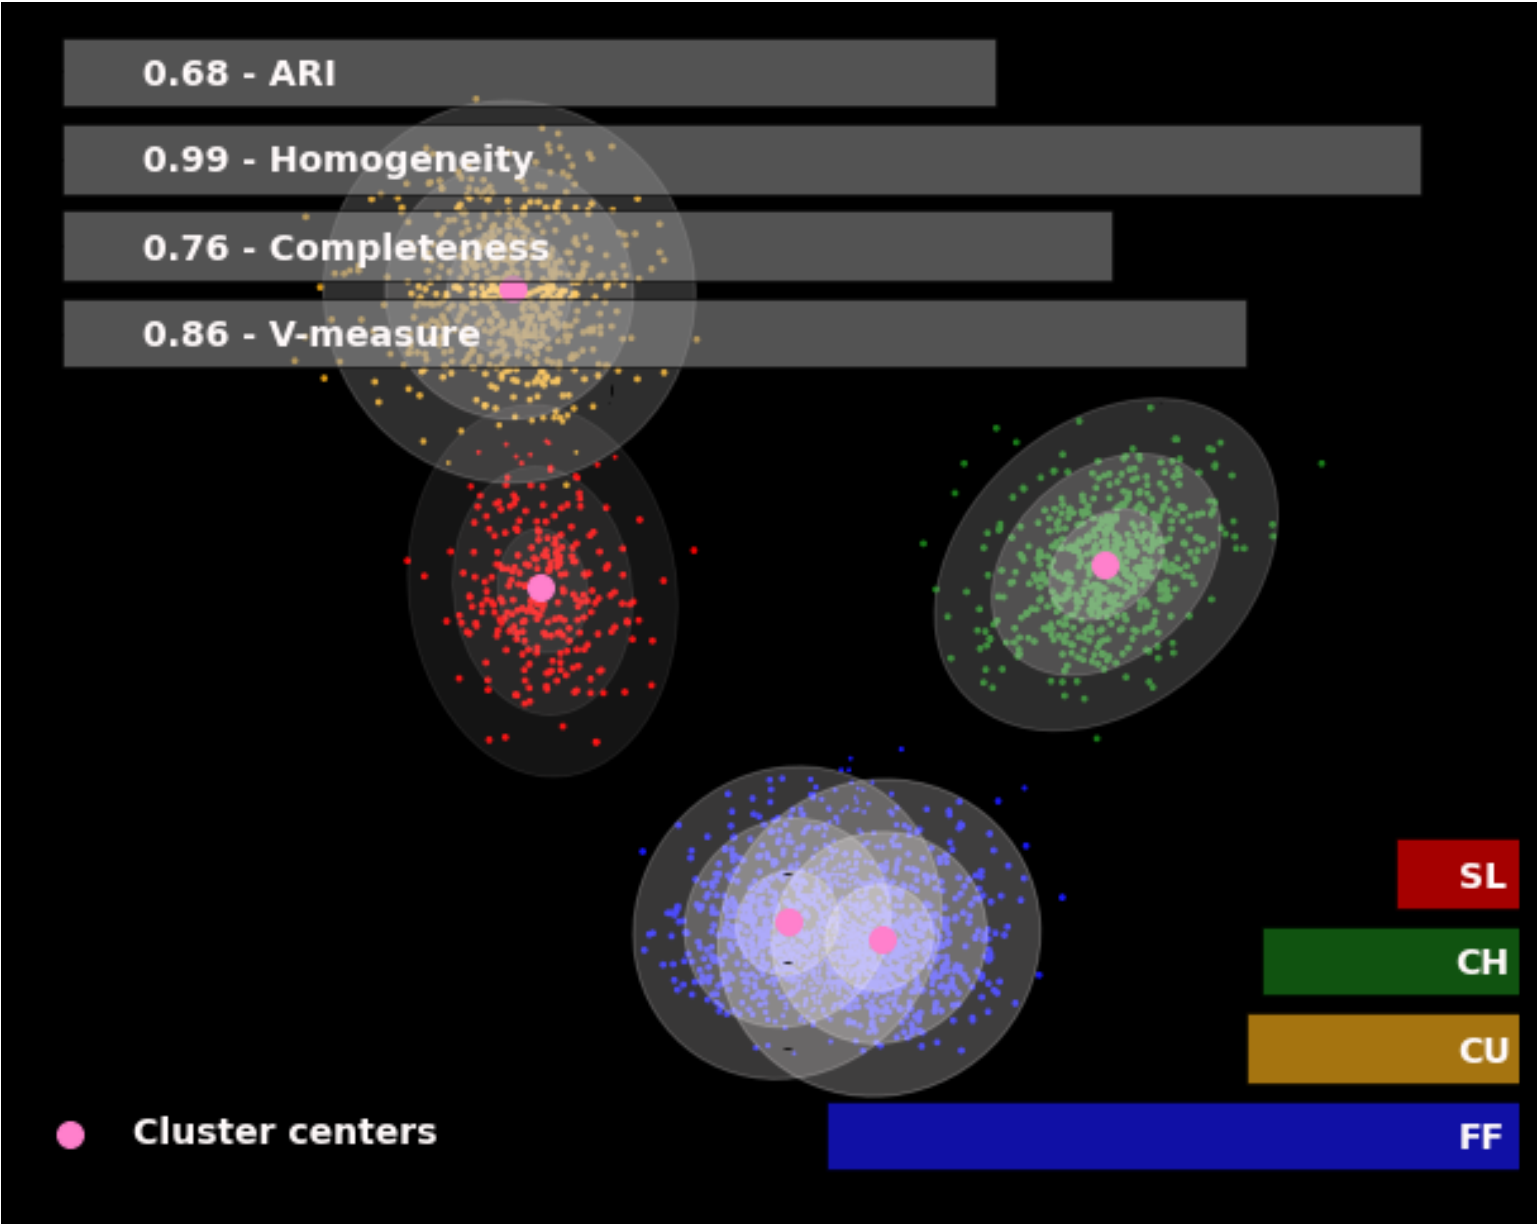 0.68 - ARI
0.99 - Homogeneity
0.76 - Completeness
0.86 - V-measure
SL
CH
CU
FF
Cluster centers